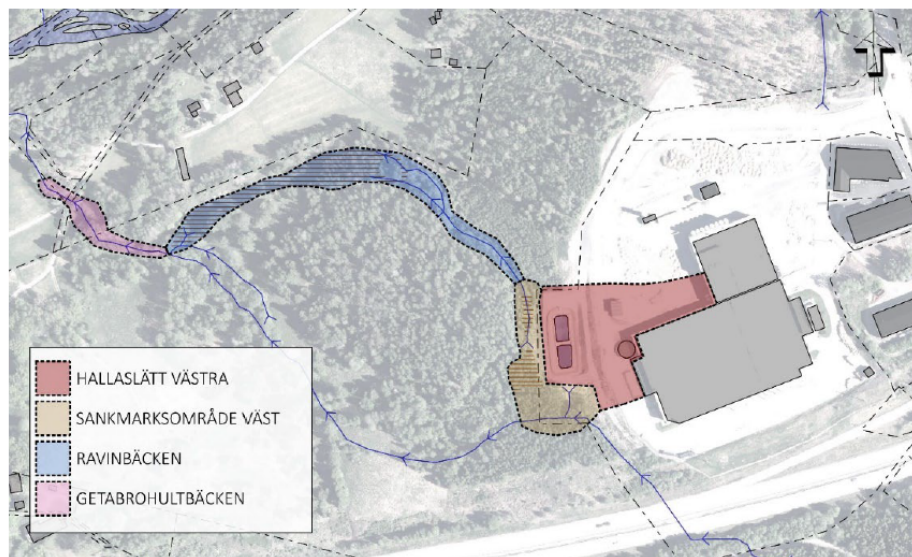 HALLASLÄTT VÄSTRA
SANKMARKSOMRÅDE VÄST
RAVINBÄCKEN
GETABROHULTBÄCKEN